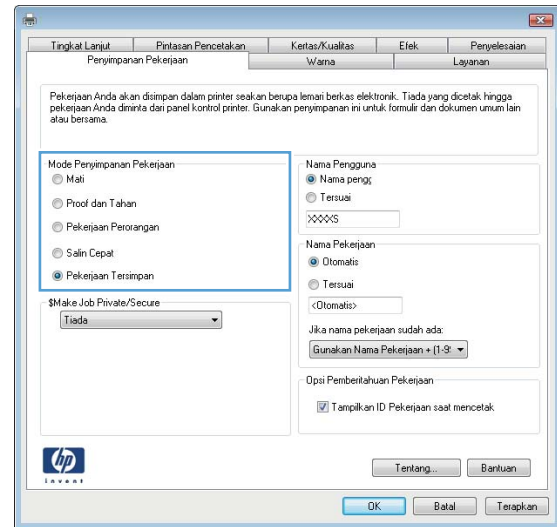 Tingkat Lanjut
Pintasan Pencetakan
Kertas/Kualitas
Efek
Penyelesaian
Penyimpanan Pekerjaan
Warna
Layanan
Pekerjaan Anda akan disimpan dalam printer seakan berupa lemari berkas elektronik. Tiada yang dicetak hingga
pekerjaan Anda diminta dari panel kontrol printer. Gunakan penyimpanan ini untuk formulir dan dokumen umum lain
atau bersama.
Mode Penyimpanan Pekerjaan
Mati
Proof dan Tahan
Pekerjaan Perorangan
Salin Cepat
Pekerjaan Tersimpan
$Make Job Private/Secure
Tiada
Nama Pengguna
Nama peng
Tersuai
XXXXS
Nama Pekerjaan
Otomatis
Tersuai
<Otomatis>
Jika nama pekerjaan sudah ada:
Gunakan Nama Pekerjaan + (1-9
Opsi Pemberitahuan Pekerjaan
Tampilkan ID Pekerjaan saat mencetak
hp
invent
Tentang...
Bantuan
OK
Batal
Terapkan